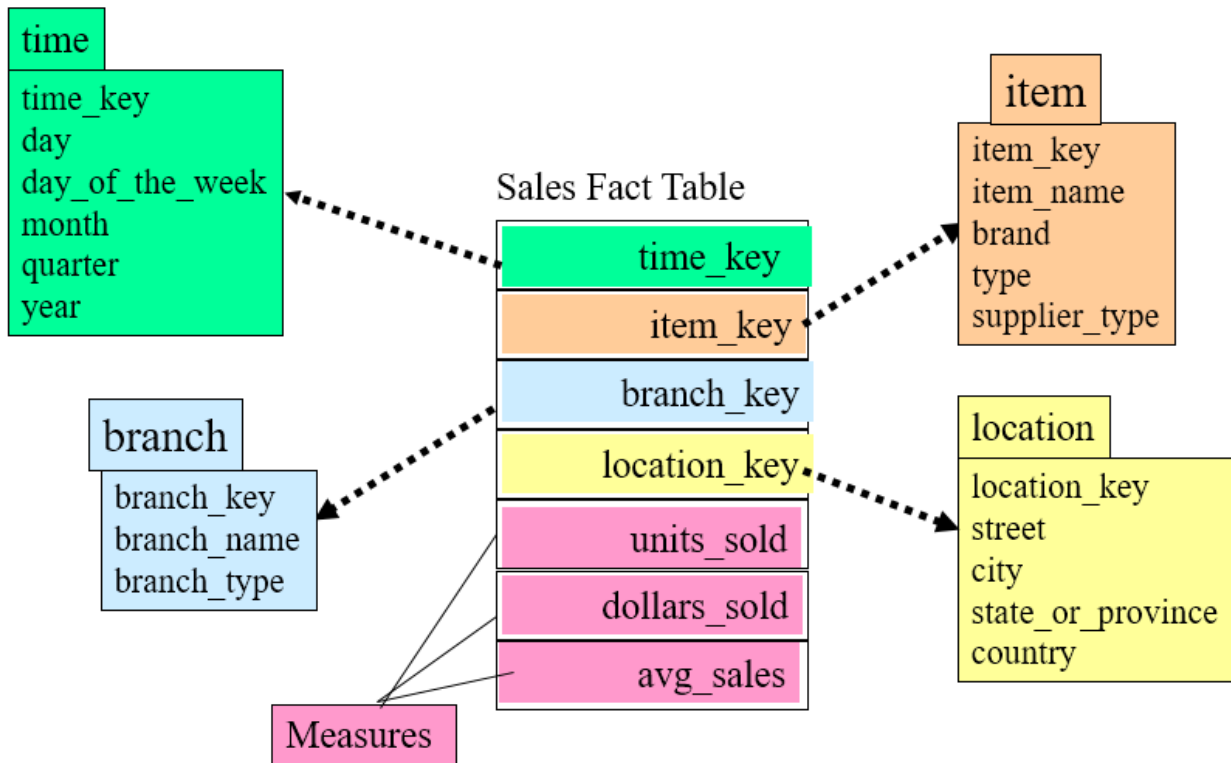 time
time_key
day
day_of_the_week
month
quarter
year
item
item_key
item_name
brand
type
supplier_type
Sales Fact Table
time_key
item_key
branch_key
location_key
units_sold
dollars_sold
avg_sales
branch
branch_key
branch_name
branch_type
location
location_key
street
city
state_or_province
country
Measures